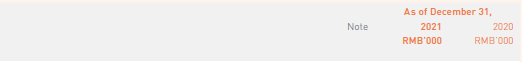 As of December 31,
Note 2021 2020
RMB'000 RMB'000